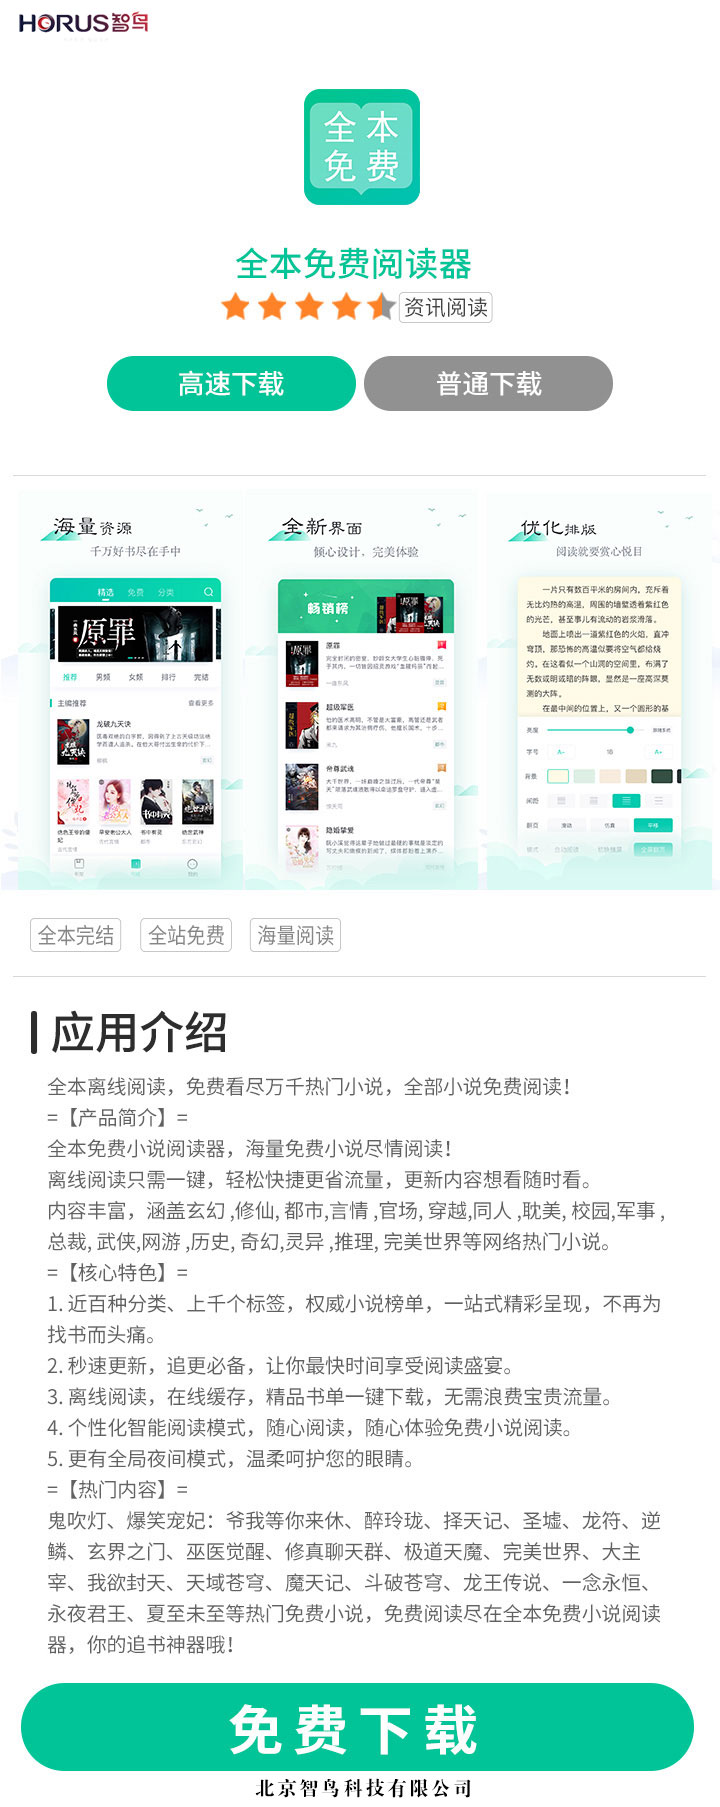 HORUS智鸟
全本
免费
全本免费阅读器
资讯阅读
高速下载 普通下载
海量资源
千万好书尽在手中
精选 免费 分类
原罪
推荐 男频 女频 排行 完结
主编推荐 查看更多
龙破九天诀
全新界面
倾心设计、完美体验
畅销榜
原罪
超级军医
帝尊武魂
隐婚挚爱
优化排版
阅读就要赏心悦目
一片只有数百平米的房间内。充斥着
无比灼热的高温，周围的墙壁透着紫红色
的光芒，甚至事儿有流动的岩浆滑落。
地面上喷出一道紫红色的火焰，直冲
穹顶，那恐怖的高温似要将空气都给烧
灼。在这看似一个山洞的空间里，布满了
无数或明或暗的阵眼，显然是一座高深莫
测的大阵。
在最中间的位置上，又一个圆形的基
亮度
字号 A- 18 A+
背景
间距
翻页 滑动 仿真 平移
全本完结 全站免费 海量阅读
应用介绍
全本离线阅读，免费看尽万千热门小说，全部小说免费阅读！
=【产品简介】=
全本免费小说阅读器，海量免费小说尽情阅读！
离线阅读只需一键，轻松快捷更省流量，更新内容想看随时看。
内容丰富，涵盖玄幻 ,修仙, 都市,言情 ,官场, 穿越,同人 ,耽美, 校园,军事 ,
总裁, 武侠,网游 ,历史, 奇幻,灵异 ,推理, 完美世界等网络热门小说。
=【核心特色】=
1. 近百种分类、上千个标签，权威小说榜单，一站式精彩呈现，不再为
找书而头痛。
2. 秒速更新，追更必备，让你最快时间享受阅读盛宴。
3. 离线阅读，在线缓存，精品书单一键下载，无需浪费宝贵流量。
4. 个性化智能阅读模式，随心阅读，随心体验免费小说阅读。
5. 更有全局夜间模式，温柔呵护您的眼睛。
=【热门内容】=
鬼吹灯、爆笑宠妃：爷我等你来休、醉玲珑、择天记、圣墟、龙符、逆
鳞、玄界之门、巫医觉醒、修真聊天群、极道天魔、完美世界、大主
宰、我欲封天、天域苍穹、魔天记、斗破苍穹、龙王传说、一念永恒、
永夜君王、夏至未至等热门免费小说，免费阅读尽在全本免费小说阅读
器，你的追书神器哦！
免费下载
北京智鸟科技有限公司